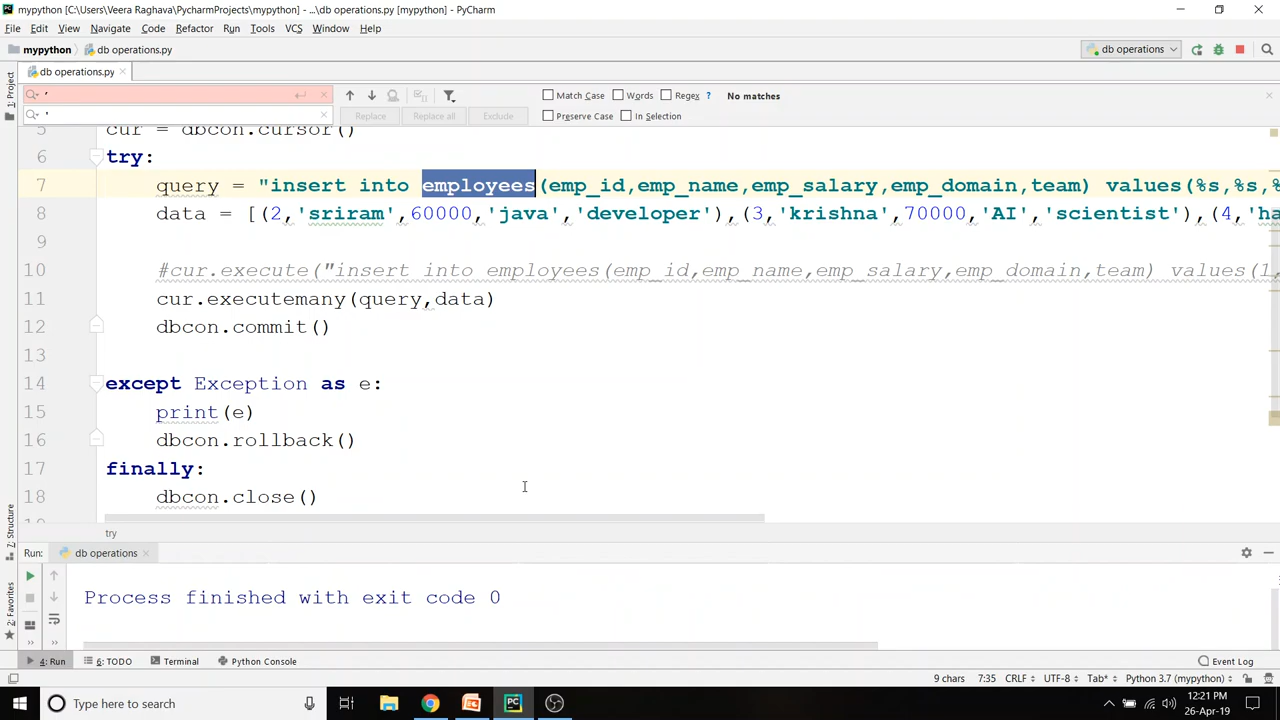 mypython [C:\Users\Veera Raghava\PycharmProjects\mypython] - ...\db operations.py [mypython] - PyCharm
File Edit View Navigate Code Refactor Run Tools VCS Window Help
mypython db operations.py db operations
db operations.py
' Match Case Words Regex ? No matches
' Replace Replace all Exclude Preserve Case In Selection
5 cur = dbcon.cursor()
6 try:
7 query = "insert into employees(emp_id,emp_name,emp_salary,emp_domain,team) values(%s,%s,%
8 data = [(2,'sriram',60000,'java','developer'),(3,'krishna',70000,'AI','scientist'),(4,'ha
9
10 #cur.execute("insert into employees(emp_id,emp_name,emp_salary,emp_domain,team) values(1,
11 cur.executemany(query,data)
12 dbcon.commit()
13
14 except Exception as e:
15 print(e)
16 dbcon.rollback()
17 finally:
18 dbcon.close()
try
1: Project
7: Structure
2: Favorites
Run: db operations
Process finished with exit code 0
4: Run 6: TODO Terminal Python Console Event Log
9 chars 7:35 CRLF UTF-8 Tab* Python 3.7 (mypython)
Type here to search
12:21 PM
26-Apr-19